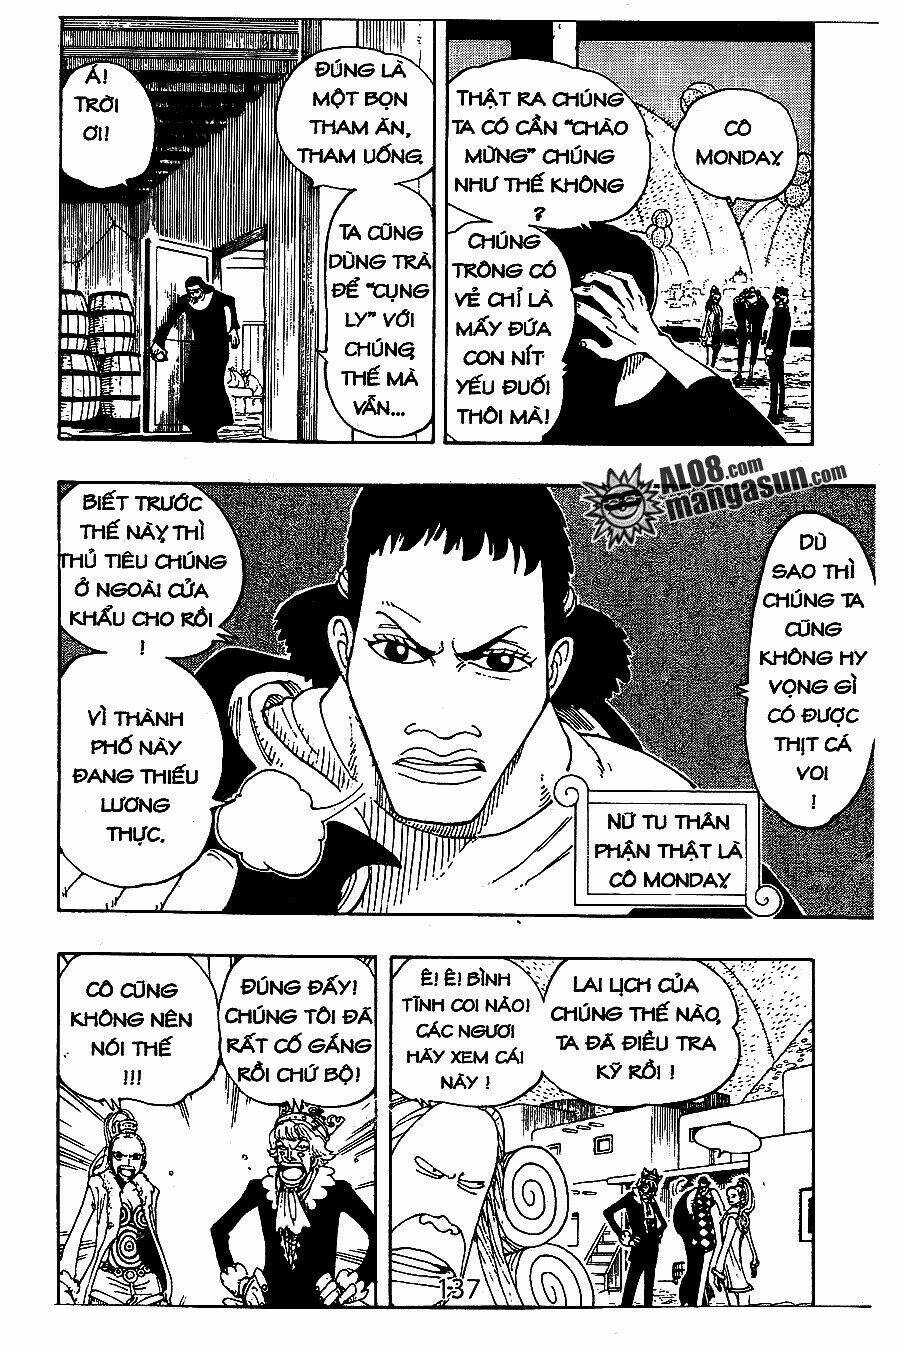 CÔ
MONDAY.
THẬT RA CHÚNG
TA CÓ CẦN "CHÀO
MỪNG" CHÚNG
NHƯ THẾ KHÔNG
?
CHÚNG
TRÔNG CÓ
VẺ CHỈ LÀ
MẤY ĐỨA
CON NÍT
YẾU ĐUỐI
THÔI MÀ!
ĐÚNG LÀ
MỘT BỌN
THAM ĂN,
THAM UỐNG.
TA CŨNG
DÙNG TRÀ
ĐỂ "CỤNG
LY" VỚI
CHÚNG,
THẾ MÀ
VẪN...
Á!
TRỜI
ƠI!
DÙ
SAO THÌ
CHÚNG TA
CŨNG
KHÔNG HY
VỌNG GÌ
CÓ ĐƯỢC
THỊT CÁ
VOI
!
BIẾT TRƯỚC
THẾ NÀY THÌ
THỦ TIÊU CHÚNG
Ở NGOÀI CỬA
KHẨU CHO RỒI
!
VÌ THÀNH
PHỐ NÀY
ĐANG THIẾU
LƯƠNG
THỰC.
NỮ TU THÂN
PHẬN THẬT LÀ
CÔ MONDAY.
AL08.com
mangasun.com
LAI LỊCH CỦA
CHÚNG THẾ NÀO,
TA ĐÃ ĐIỀU TRA
KỸ RỒI !
Ê! Ê! BÌNH
TĨNH COI NÀO!
CÁC NGƯƠI
HÃY XEM CÁI
NÀY !
ĐÚNG ĐẤY!
CHÚNG TÔI ĐÃ
RẤT CỐ GẮNG
RỒI CHỨ BỘ!
CÔ CŨNG
KHÔNG NÊN
NÓI THẾ
!!!
137